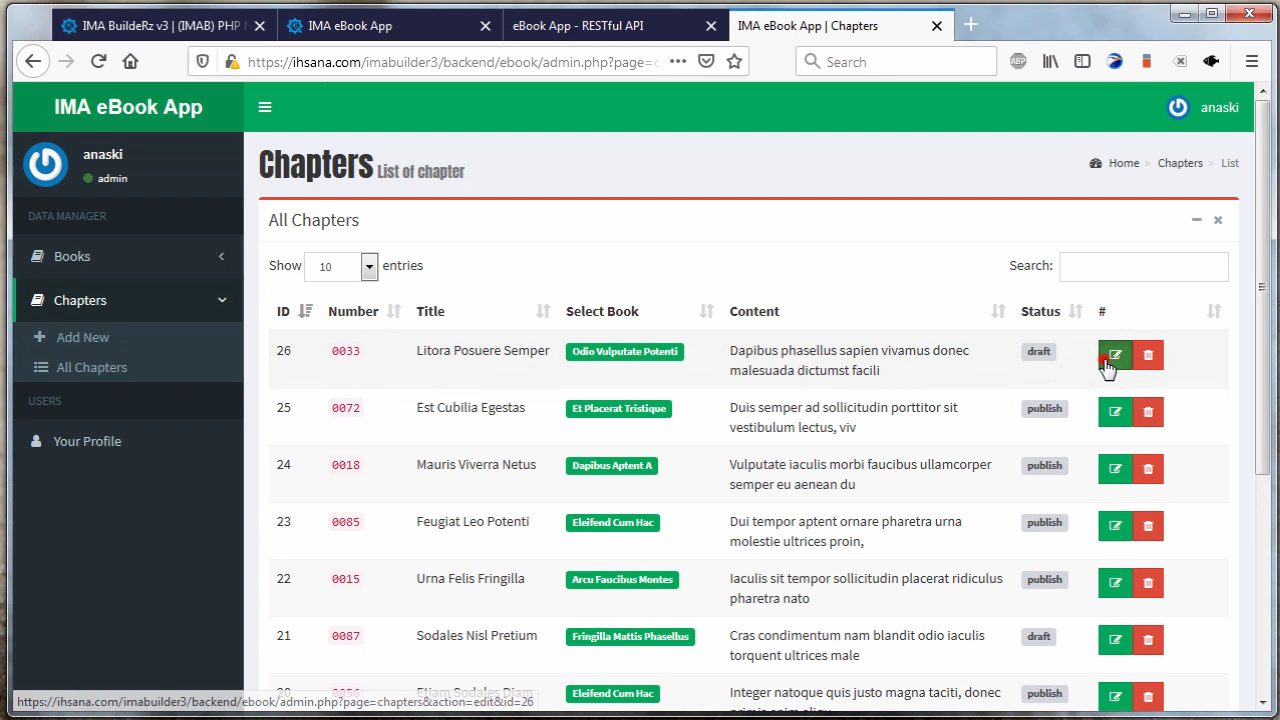 IMA BuildeRz v3 | (IMAB) PHP
IMA eBook App
eBook App - RESTful API
IMA eBook App | Chapters
https://ihsana.com/imabuilder3/backend/ebook/admin.php?page=c
Search
ABP
IMA eBook App
anaski
anaski
admin
Chapters List of chapter
Home > Chapters > List
DATA MANAGER
Books
Chapters
Add New
All Chapters
USERS
Your Profile
All Chapters
Show 10 entries
Search:
ID Number Title Select Book Content Status #
26 0033 Litora Posuere Semper Odio Vulputate Potenti Dapibus phasellus sapien vivamus donec draft
malesuada dictumst facili
25 0072 Est Cubilia Egestas Et Placerat Tristique Duis semper ad sollicitudin porttitor sit publish
vestibulum lectus, viv
24 0018 Mauris Viverra Netus Dapibus Aptent A Vulputate iaculis morbi faucibus ullamcorper publish
semper eu aenean du
23 0085 Feugiat Leo Potenti Eleifend Cum Hac Dui tempor aptent ornare pharetra urna publish
molestie ultrices proin,
22 0015 Urna Felis Fringilla Arcu Faucibus Montes Iaculis sit tempor sollicitudin placerat ridiculus publish
pharetra nato
21 0087 Sodales Nisl Pretium Fringilla Mattis Phasellus Cras condimentum nam blandit odio iaculis draft
torquent ultrices male
20 0056 Etiam Sodales Diam Eleifend Cum Hac Integer natoque quis justo magna taciti, donec publish
https://ihsana.com/imabuilder3/backend/ebook/admin.php?page=chapters&action=edit&id=26